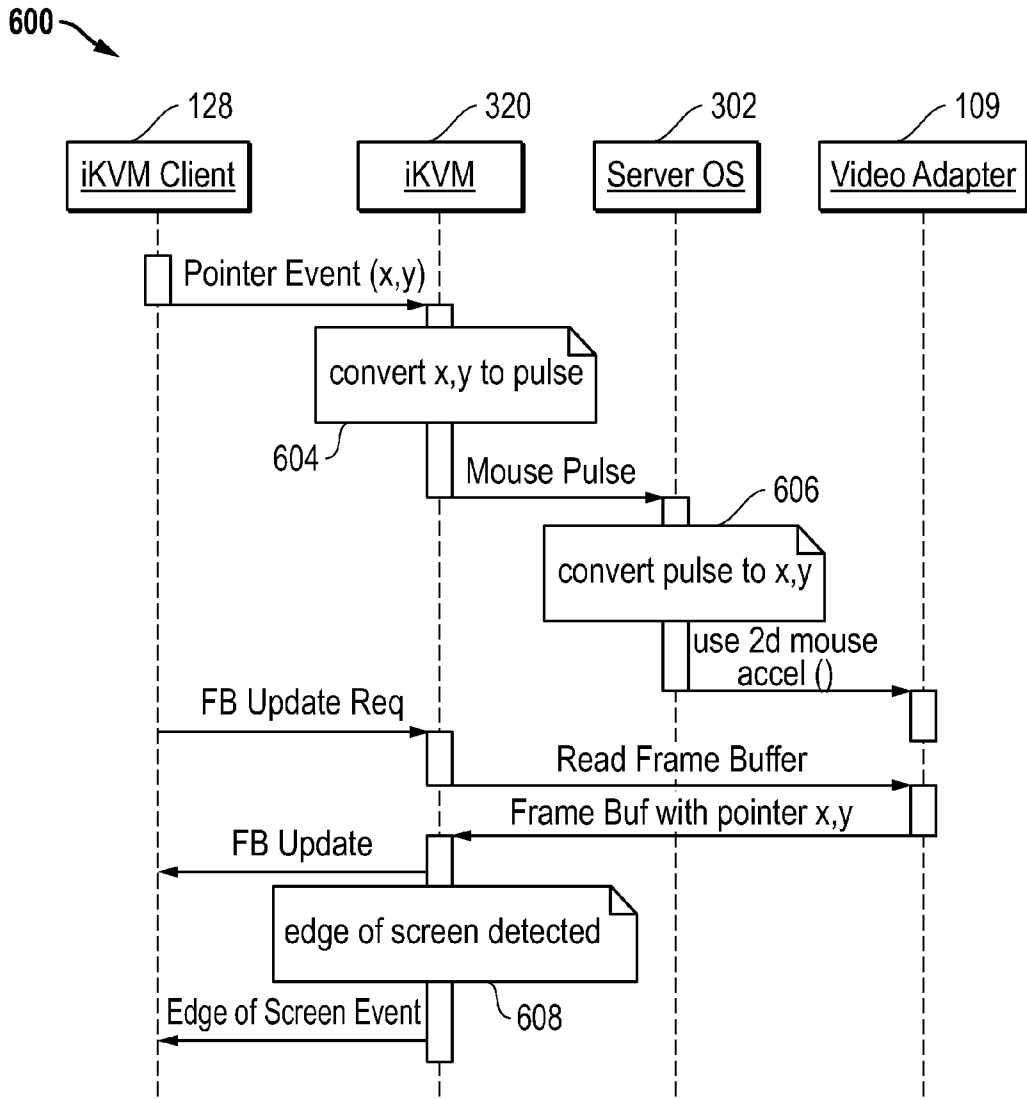 600
128
320
302
109
iKVM Client
iKVM
Server OS
Video Adapter
Pointer Event (x,y)
convert x,y to pulse
604
Mouse Pulse
606
convert pulse to x,y
use 2d mouse
accel ()
FB Update Req
Read Frame Buffer
Frame Buf with pointer x,y
FB Update
edge of screen detected
608
Edge of Screen Event